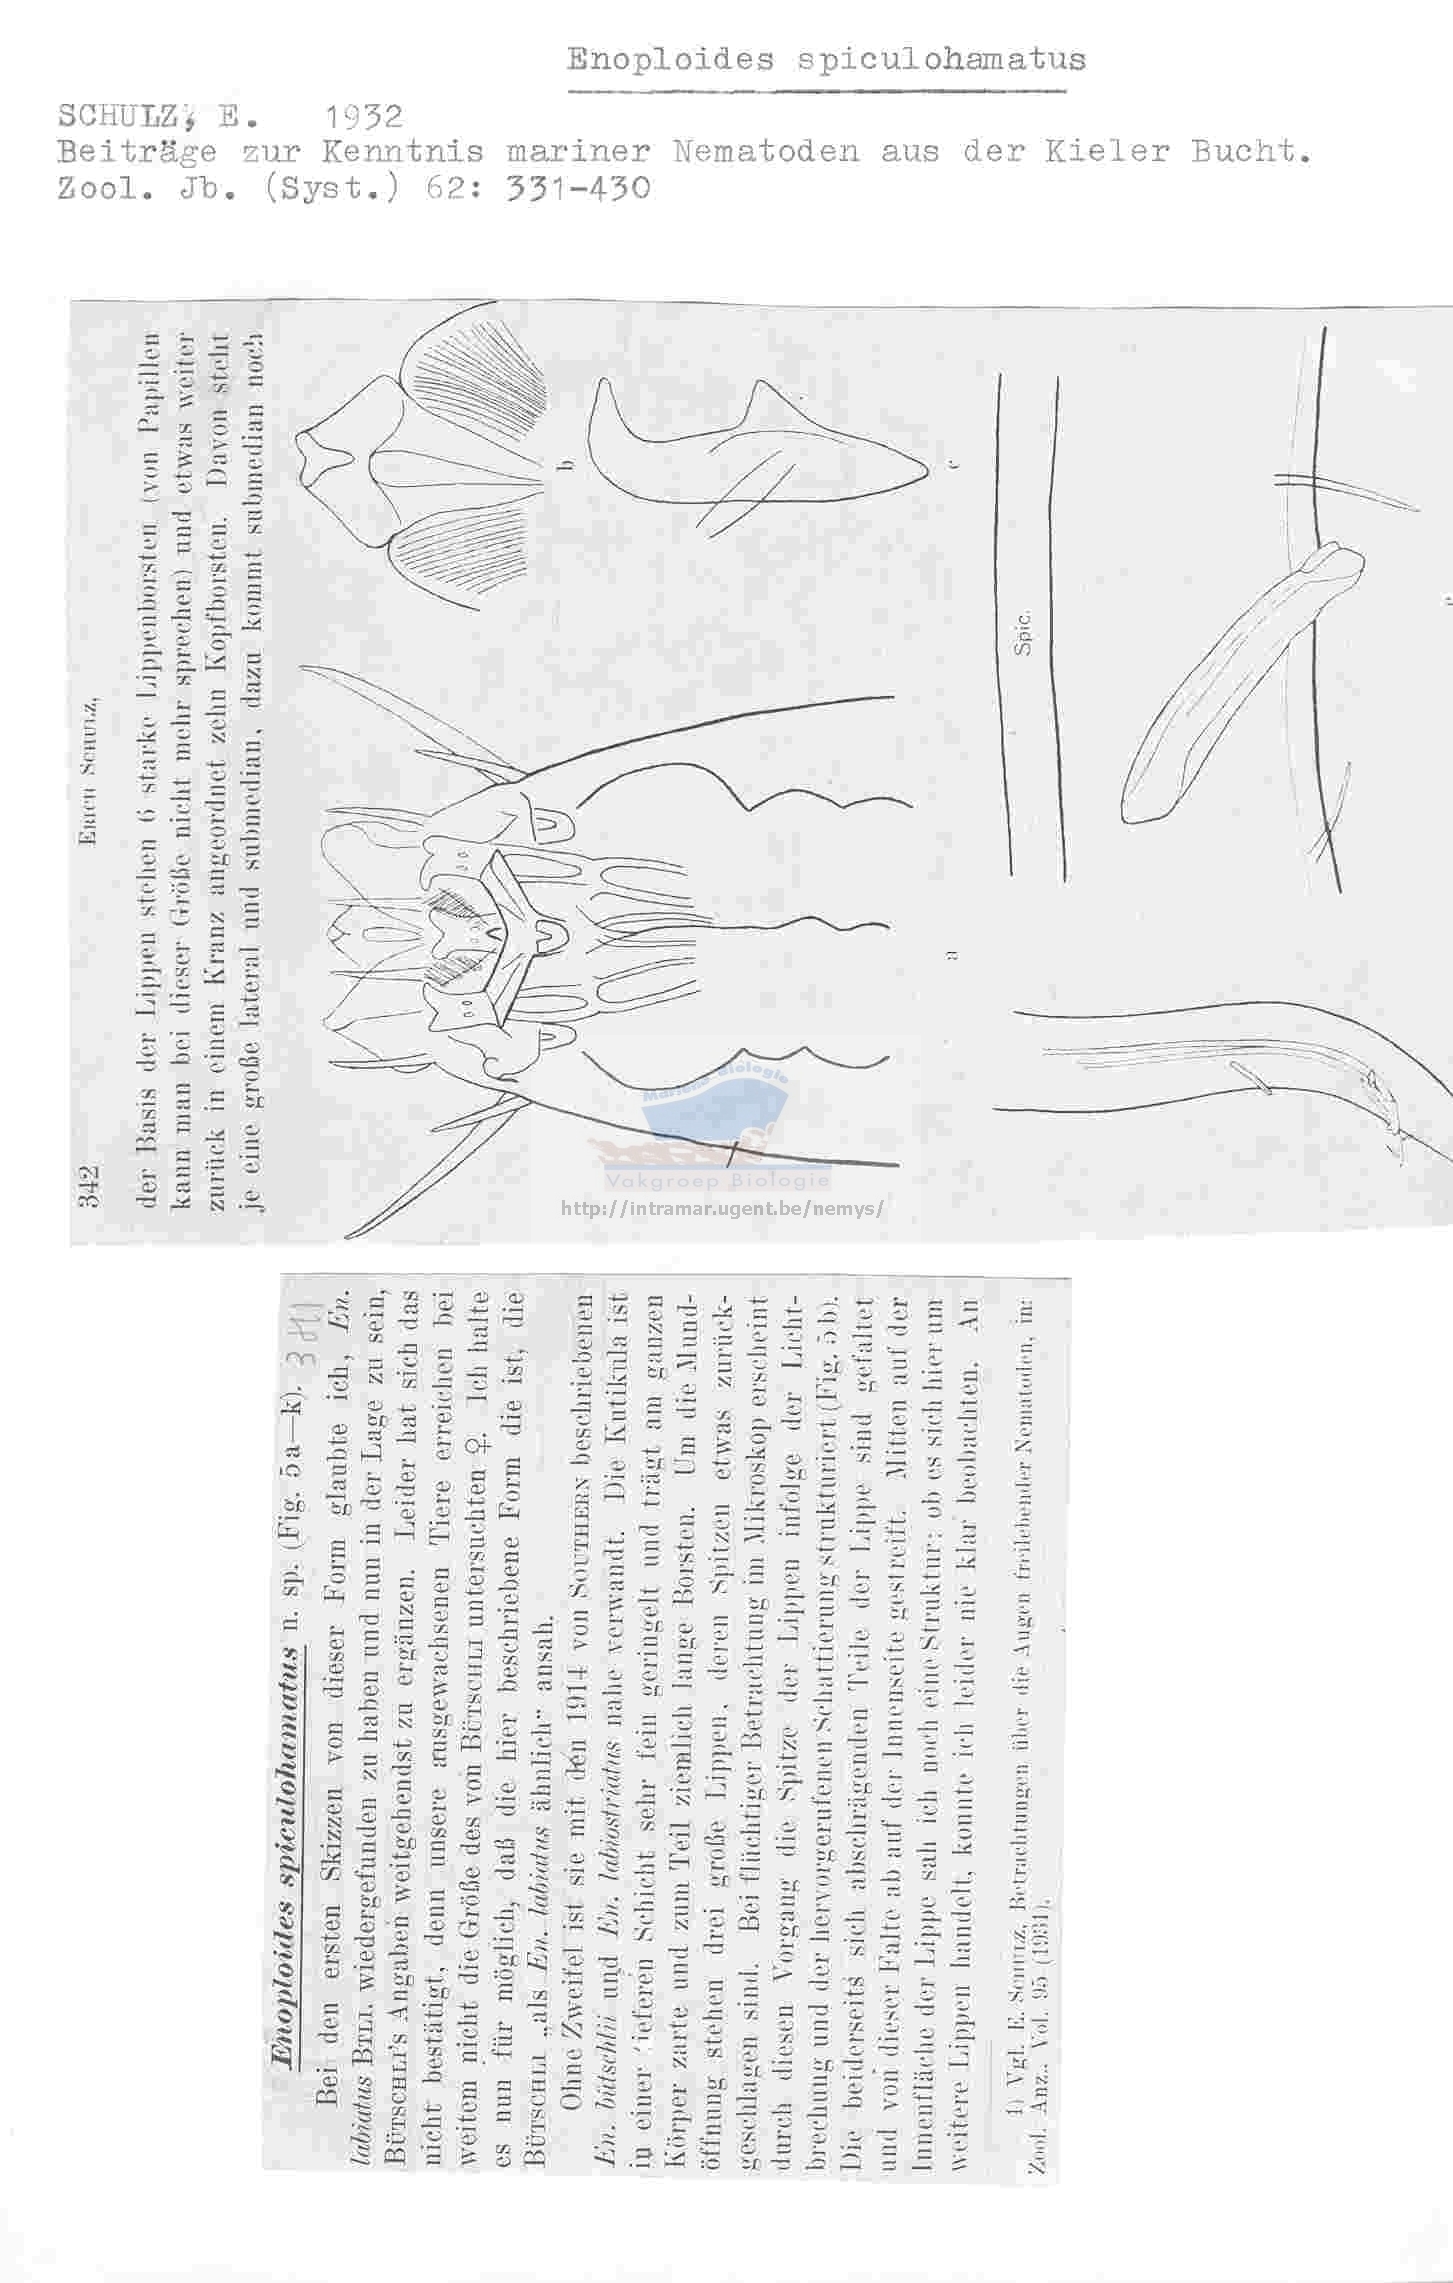 Enoploides spiculohamatus
SCHULZ, E. 1932
Beiträge zur Kenntnis mariner Nematoden aus der Kieler Bucht.
Zool. Jb. (Syst.) 62: 331-430
342 ERICH SCHULZ,
der Basis der Lippen stehen 6 starke Lippenborsten (von Papillen
kann man bei dieser Größe nicht mehr sprechen) und etwas weiter
zurück in einem Kranz angeordnet zehn Kopfborsten. Davon steht
je eine große lateral und submedian, dazu kommt submedian noch
b
c
Spic.
a
Marine Biologie
Vakgroep Biologie
http://intramar.ugent.be/nemys/
Enoploides spiculohamatus n. sp. (Fig. 5a—k). 341
Bei den ersten Skizzen von dieser Form glaubte ich, En.
labiatus BTLI. wiedergefunden zu haben und nun in der Lage zu sein,
BÜTSCHLI's Angaben weitgehendst zu ergänzen. Leider hat sich das
nicht bestätigt, denn unsere ausgewachsenen Tiere erreichen bei
weitem nicht die Größe des von BÜTSCHLI untersuchten ♀. Ich halte
es nun für möglich, daß die hier beschriebene Form die ist, die
BÜTSCHLI „als En. labiatus ähnlich" ansah.
Ohne Zweifel ist sie mit den 1914 von SOUTHERN beschriebenen
En. bütschlii und En. labiostriatus nahe verwandt. Die Kutikula ist
in einer tieferen Schicht sehr fein geringelt und trägt am ganzen
Körper zarte und zum Teil ziemlich lange Borsten. Um die Mund-
öffnung stehen drei große Lippen, deren Spitzen etwas zurück-
geschlagen sind. Bei flüchtiger Betrachtung im Mikroskop erscheint
durch diesen Vorgang die Spitze der Lippen infolge der Licht-
brechung und der hervorgerufenen Schattierung strukturiert (Fig. 5b).
Die beiderseits sich abschrägenden Teile der Lippe sind gefaltet
und von dieser Falte ab auf der Innenseite gestreift. Mitten auf der
Innenfläche der Lippe sah ich noch eine Struktur; ob es sich hier um
weitere Lippen handelt, konnte ich leider nie klar beobachten. An
1) Vgl. E. SCHULZ, Betrachtungen über die Augen freilebender Nematoden, in:
Zool. Anz., Vol. 95 (1931).